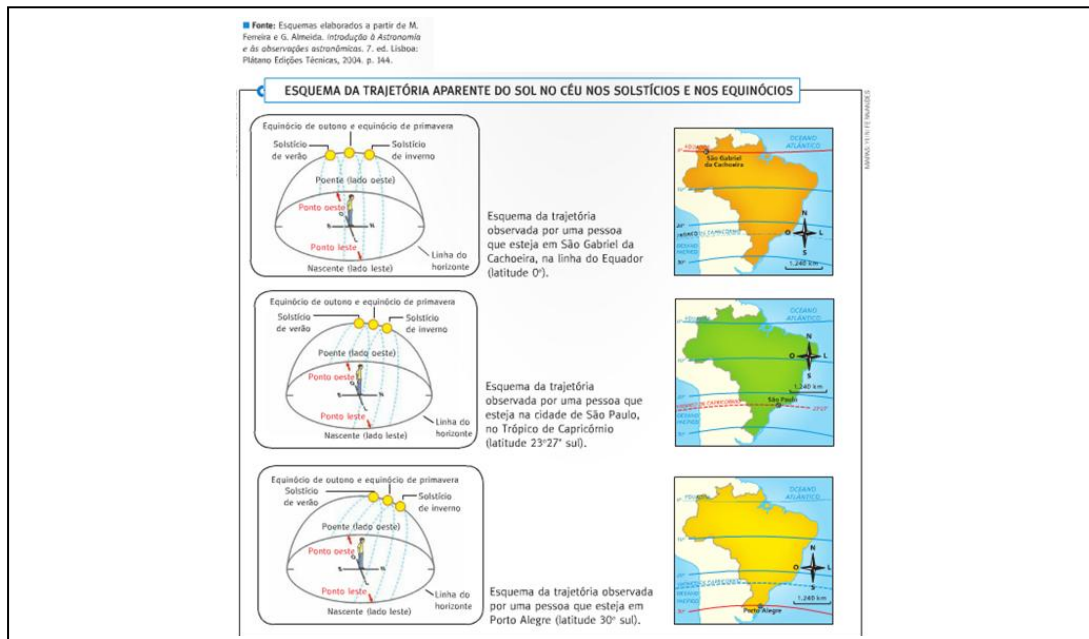 Fonte: Esquemas elaborados a partir de M.
Ferreira e G. Almeida. Introdução à Astronomia
e às observações astronômicas. 7. ed. Lisboa:
Plátano Edições Técnicas, 2004. p. 144.
ESQUEMA DA TRAJETÓRIA APARENTE DO SOL NO CÉU NOS SOLSTÍCIOS E NOS EQUINÓCIOS
Equinócio de outono e equinócio de primavera
Solstício
de verão
Solstício
de inverno
Poente (lado oeste)
Ponto oeste
S
N
Ponto leste
Linha do
horizonte
Nascente (lado leste)
Esquema da trajetória
observada por uma pessoa
que esteja em São Gabriel da
Cachoeira, na linha do Equador
(latitude 0º).
OCEANO
ATLÂNTICO
EQUADOR
0º
São Gabriel
da Cachoeira
N
O
L
S
1.240 km
Equinócio de outono e equinócio de primavera
Solstício
de verão
Solstício
de inverno
Poente (lado oeste)
Ponto oeste
Ponto leste
Linha do
horizonte
Nascente (lado leste)
Esquema da trajetória
observada por uma pessoa que
esteja na cidade de São Paulo,
no Trópico de Capricórnio
(latitude 23º27' sul).
OCEANO
ATLÂNTICO
N
O
L
S
1.240 km
São Paulo
Equinócio de outono e equinócio de primavera
Solstício
de verão
Solstício
de inverno
Poente (lado oeste)
Ponto oeste
Ponto leste
Linha do
horizonte
Nascente (lado leste)
Esquema da trajetória observada
por uma pessoa que esteja em
Porto Alegre (latitude 30º sul).
OCEANO
ATLÂNTICO
N
O
L
S
1.240 km
Porto Alegre